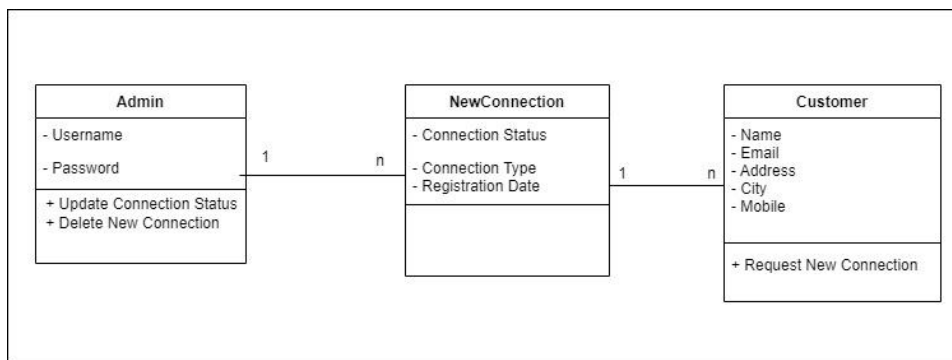 Admin
- Username
- Password
+ Update Connection Status
+ Delete New Connection
1
n
NewConnection
- Connection Status
- Connection Type
- Registration Date
1
n
Customer
- Name
- Email
- Address
- City
- Mobile
+ Request New Connection